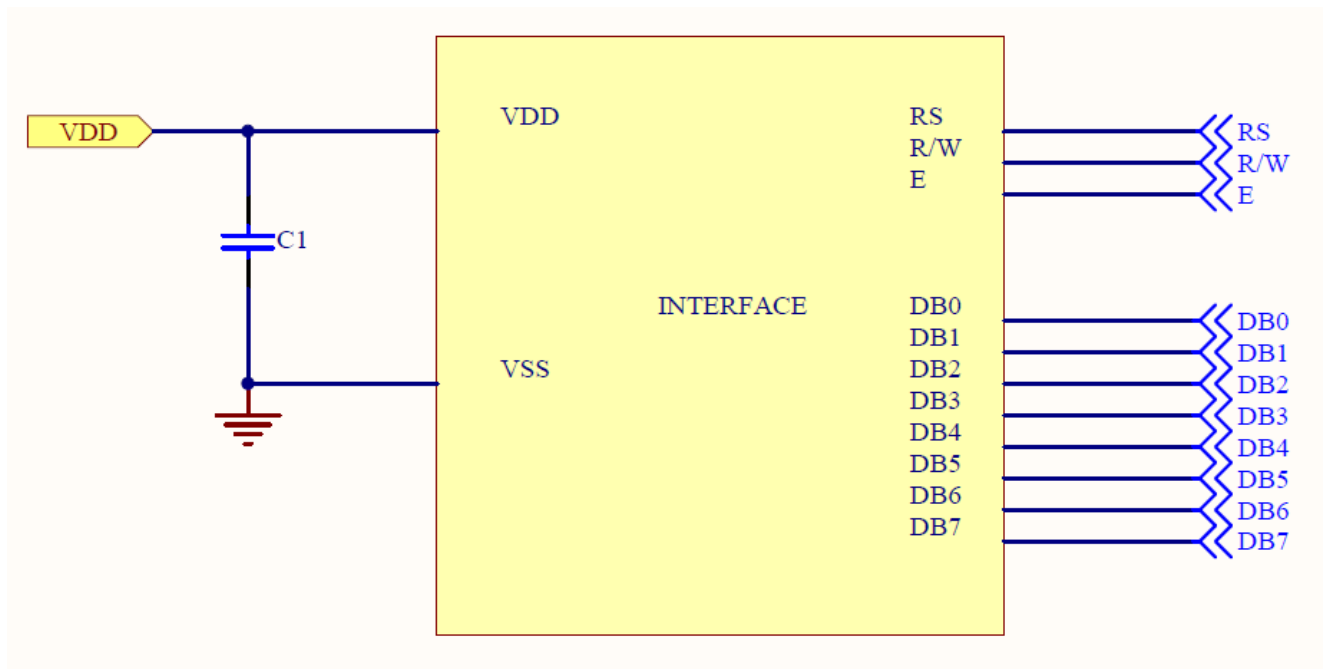 VDD
VDD
RS
RS
R/W
R/W
E
E
C1
INTERFACE
DB0
DB0
DB1
DB1
VSS
DB2
DB2
DB3
DB3
DB4
DB4
DB5
DB5
DB6
DB6
DB7
DB7